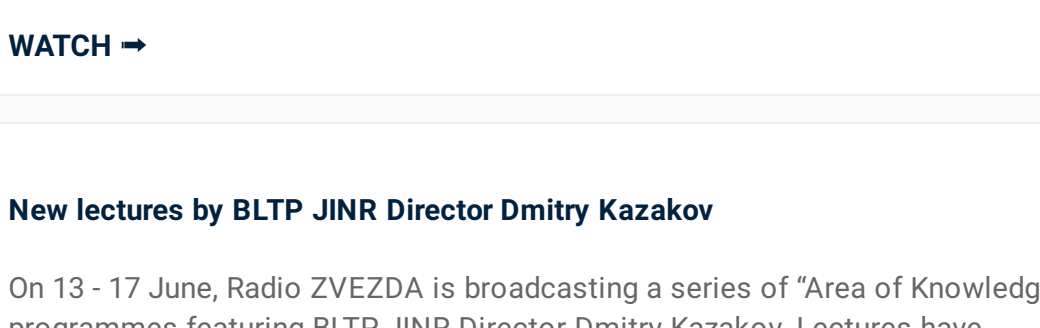 WATCH ➟
New lectures by BLTP JINR Director Dmitry Kazakov
On 13 - 17 June, Radio ZVEZDA is broadcasting a series of “Area of Knowledg
programmes featuring BLTP JINR Director Dmitry Kazakov. Lectures have